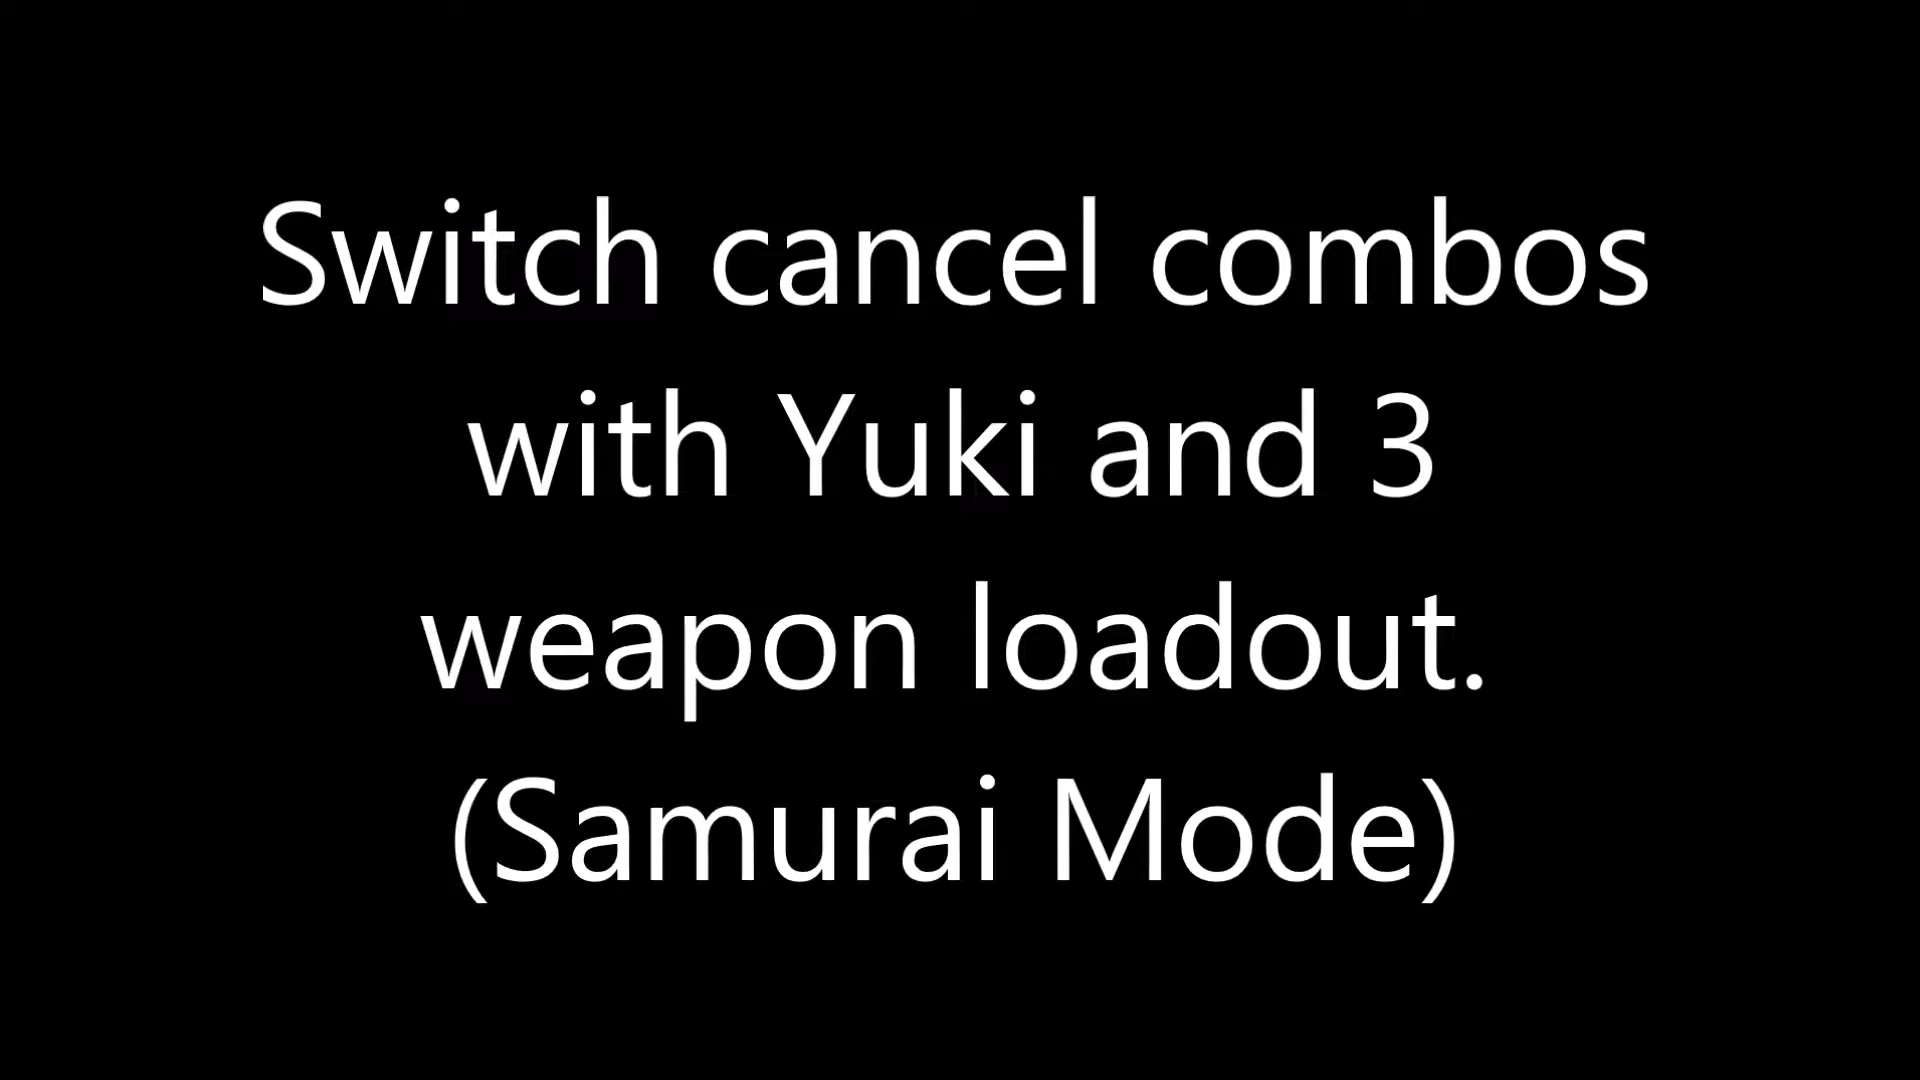 Switch cancel combos
with Yuki and 3
weapon loadout.
(Samurai Mode)